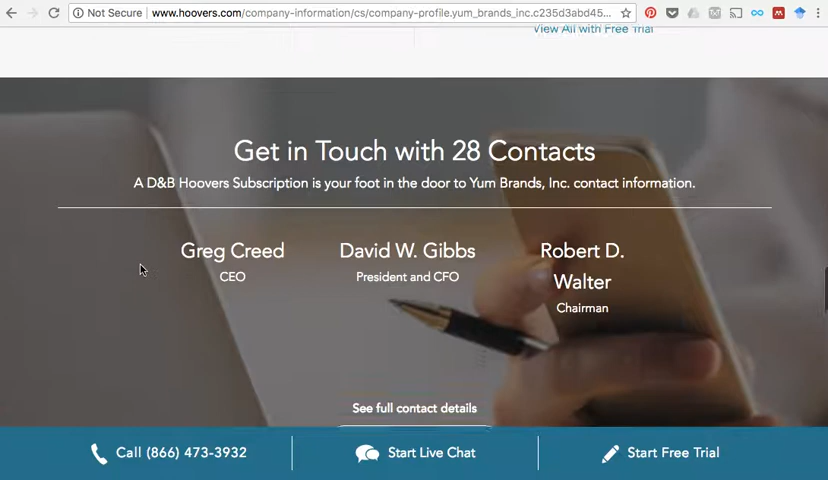 Not Secure
www.hoovers.com/company-information/cs/company-profile.yum_brands_inc.c235d3abd45...
View All with Free Trial
Get in Touch with 28 Contacts
A D&B Hoovers Subscription is your foot in the door to Yum Brands, Inc. contact information.
Greg Creed
CEO
David W. Gibbs
President and CFO
Robert D.
Walter
Chairman
See full contact details
Call (866) 473-3932
Start Live Chat
Start Free Trial